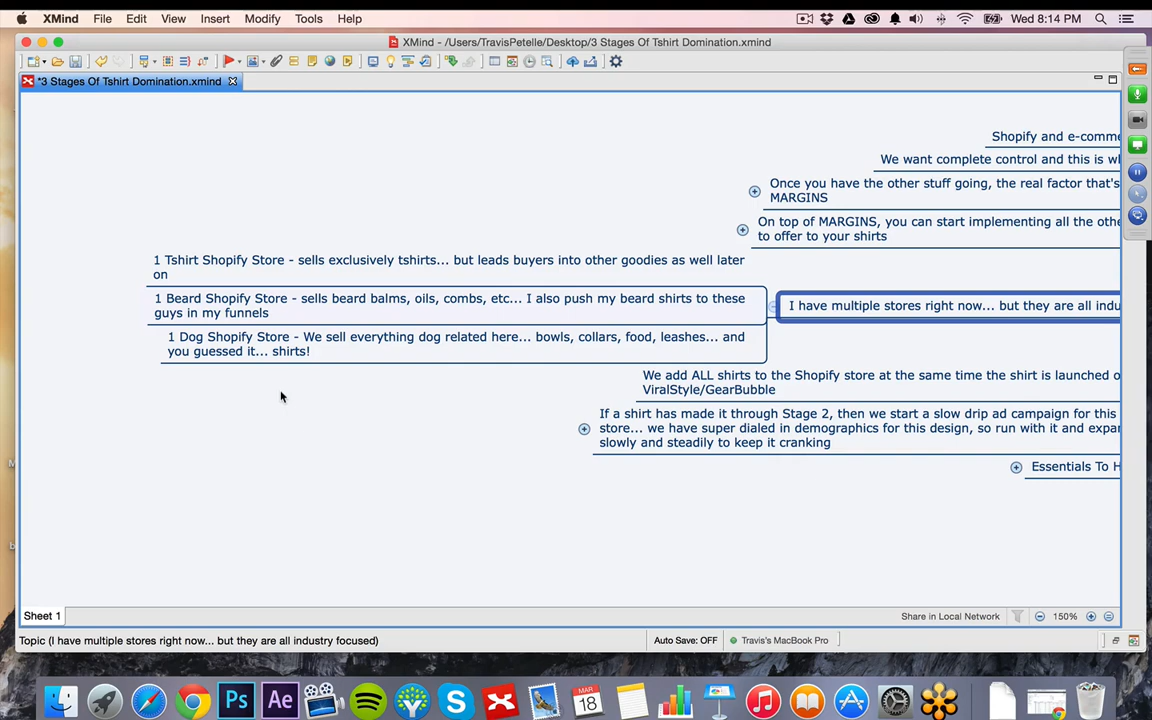 XMind File Edit View Insert Modify Tools Help Wed 8:14 PM
XMind - /Users/TravisPetelle/Desktop/3 Stages Of Tshirt Domination.xmind
*3 Stages Of Tshirt Domination.xmind
Shopify and e-comme
We want complete control and this is wh
Once you have the other stuff going, the real factor that's
MARGINS
On top of MARGINS, you can start implementing all the othe
to offer to your shirts
1 Tshirt Shopify Store - sells exclusively tshirts... but leads buyers into other goodies as well later
on
1 Beard Shopify Store - sells beard balms, oils, combs, etc... I also push my beard shirts to these
guys in my funnels
I have multiple stores right now... but they are all indu
1 Dog Shopify Store - We sell everything dog related here... bowls, collars, food, leashes... and
you guessed it... shirts!
We add ALL shirts to the Shopify store at the same time the shirt is launched o
ViralStyle/GearBubble
If a shirt has made it through Stage 2, then we start a slow drip ad campaign for this
store... we have super dialed in demographics for this design, so run with it and expan
slowly and steadily to keep it cranking
Essentials To H
Sheet 1
Share in Local Network
150%
Topic (I have multiple stores right now... but they are all industry focused)
Auto Save: OFF
Travis's MacBook Pro
Ps
Ae
MAR
18